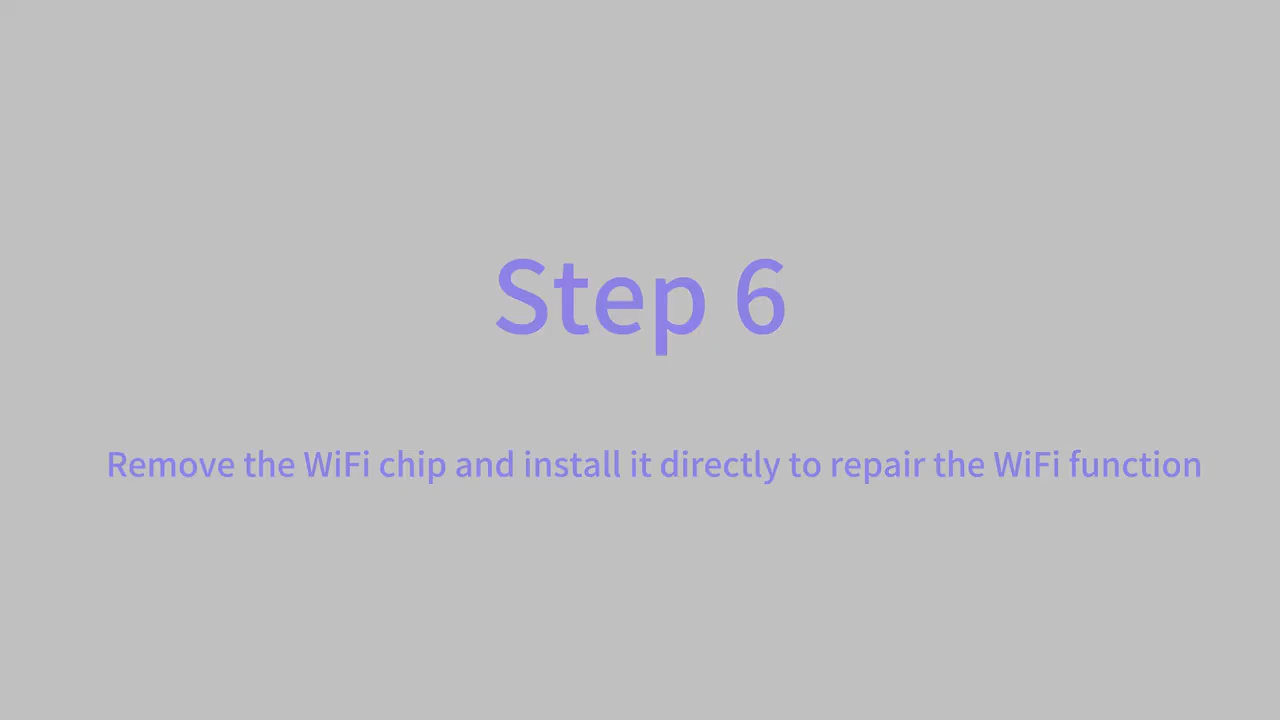 Step 6
Remove the WiFi chip and install it directly to repair the WiFi function